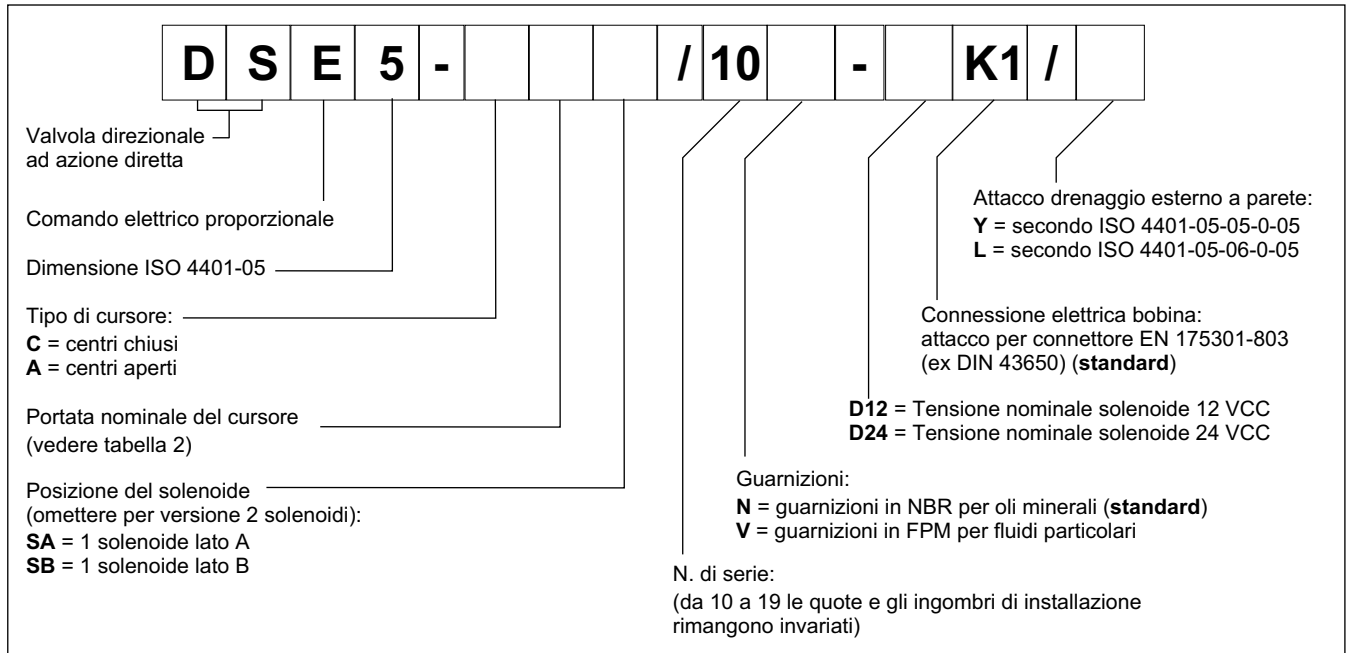 D S E 5 - / 10 - K1 /
Valvola direzionale
ad azione diretta
Comando elettrico proporzionale
Dimensione ISO 4401-05
Tipo di cursore:
C = centri chiusi
A = centri aperti
Portata nominale del cursore
(vedere tabella 2)
Posizione del solenoide
(omettere per versione 2 solenoidi):
SA = 1 solenoide lato A
SB = 1 solenoide lato B
Attacco drenaggio esterno a parete:
Y = secondo ISO 4401-05-05-0-05
L = secondo ISO 4401-05-06-0-05
Connessione elettrica bobina:
attacco per connettore EN 175301-803
(ex DIN 43650) (standard)
D12 = Tensione nominale solenoide 12 VCC
D24 = Tensione nominale solenoide 24 VCC
Guarnizioni:
N = guarnizioni in NBR per oli minerali (standard)
V = guarnizioni in FPM per fluidi particolari
N. di serie:
(da 10 a 19 le quote e gli ingombri di installazione
rimangono invariati)